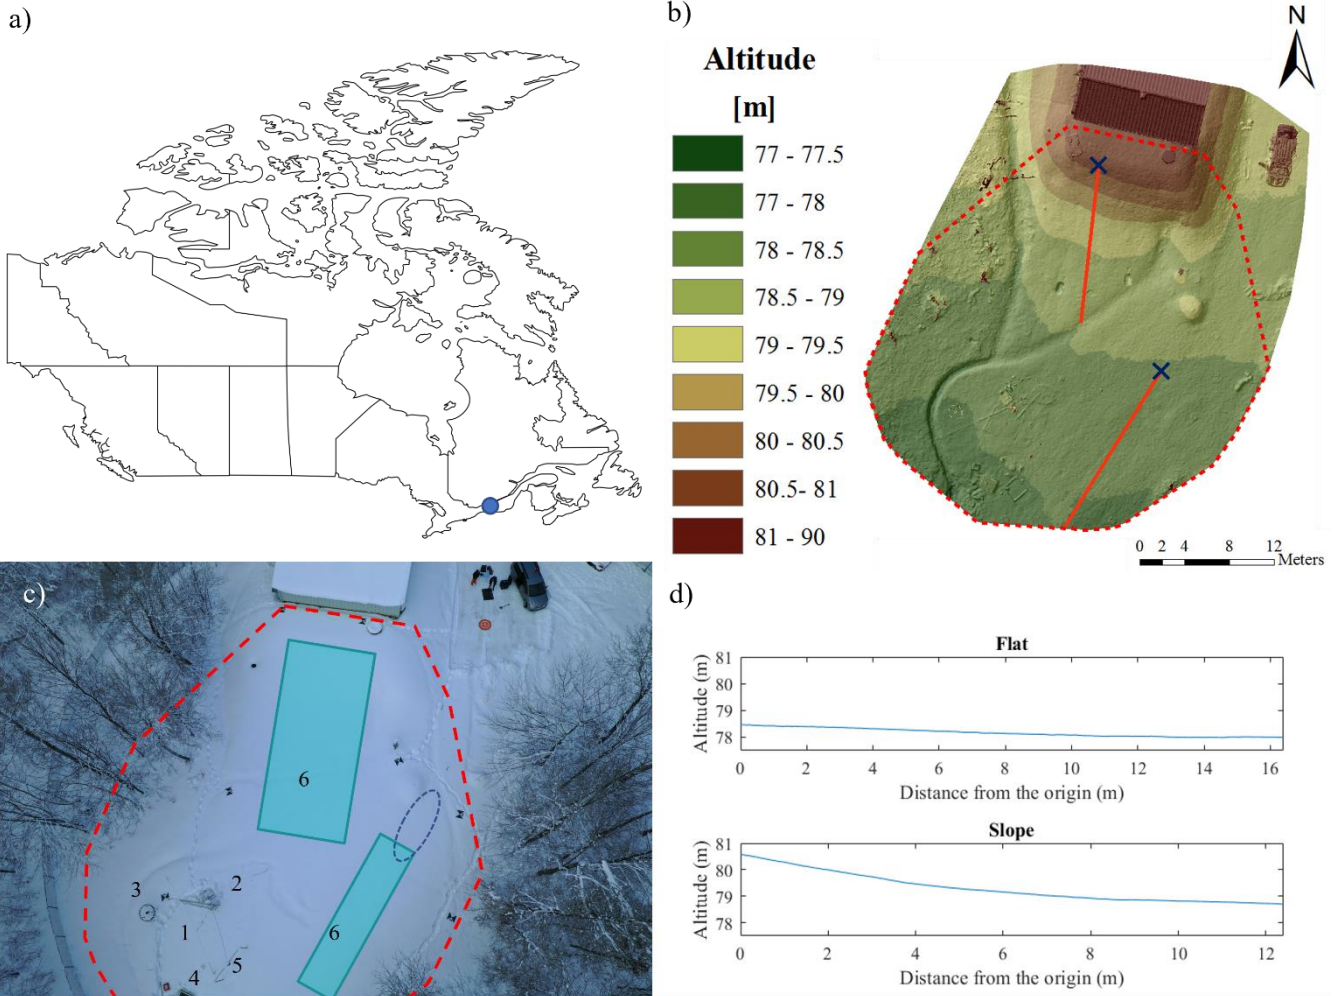 a)
b)
N
Altitude
[m]
77 - 77.5
77 - 78
78 - 78.5
78.5 - 79
79 - 79.5
79.5 - 80
80 - 80.5
80.5- 81
81 - 90
0 2 4 8 12
Meters
c)
6
6
3
2
1
5
4
d)
Flat
81
80
79
78
Altitude (m)
0 2 4 6 8 10 12 14 16
Distance from the origin (m)
Slope
81
80
79
78
Altitude (m)
0 2 4 6 8 10 12
Distance from the origin (m)